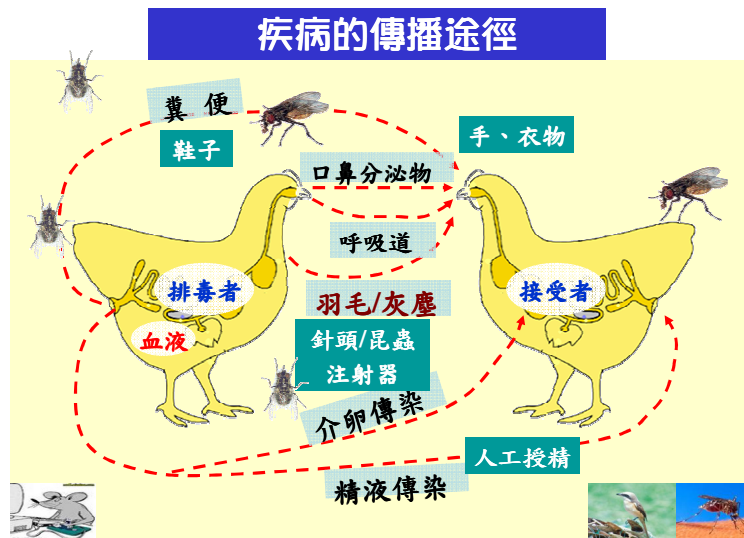 疾病的傳播途徑
糞 便
鞋子
手、衣物
口鼻分泌物
呼吸道
排毒者
接受者
羽毛/灰塵
血液
針頭/昆蟲
注射器
介卵傳染
人工授精
精液傳染